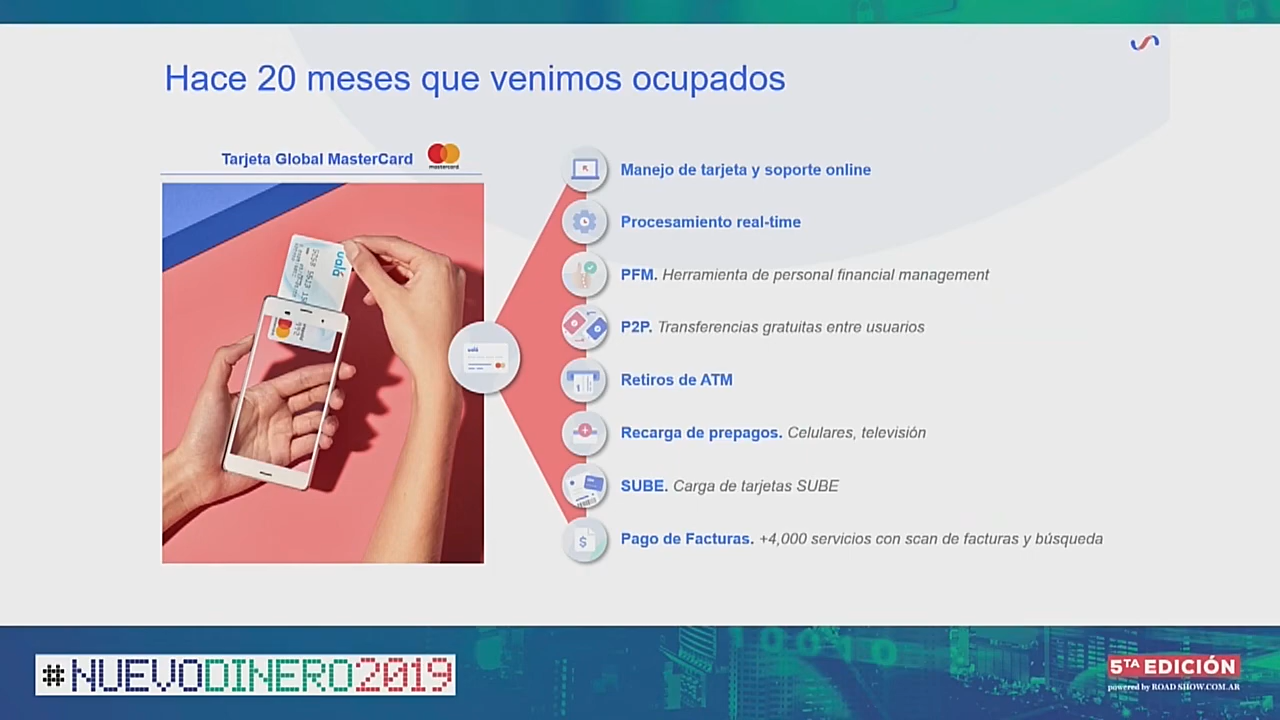 Hace 20 meses que venimos ocupados
Tarjeta Global MasterCard
mastercard
ualá
Manejo de tarjeta y soporte online
Procesamiento real-time
PFM. Herramienta de personal financial management
P2P. Transferencias gratuitas entre usuarios
Retiros de ATM
Recarga de prepagos. Celulares, televisión
SUBE. Carga de tarjetas SUBE
Pago de Facturas. +4,000 servicios con scan de facturas y búsqueda
#NUEVODINERO2019
5TA EDICIÓN
powered by ROAD SHOW.COM.AR